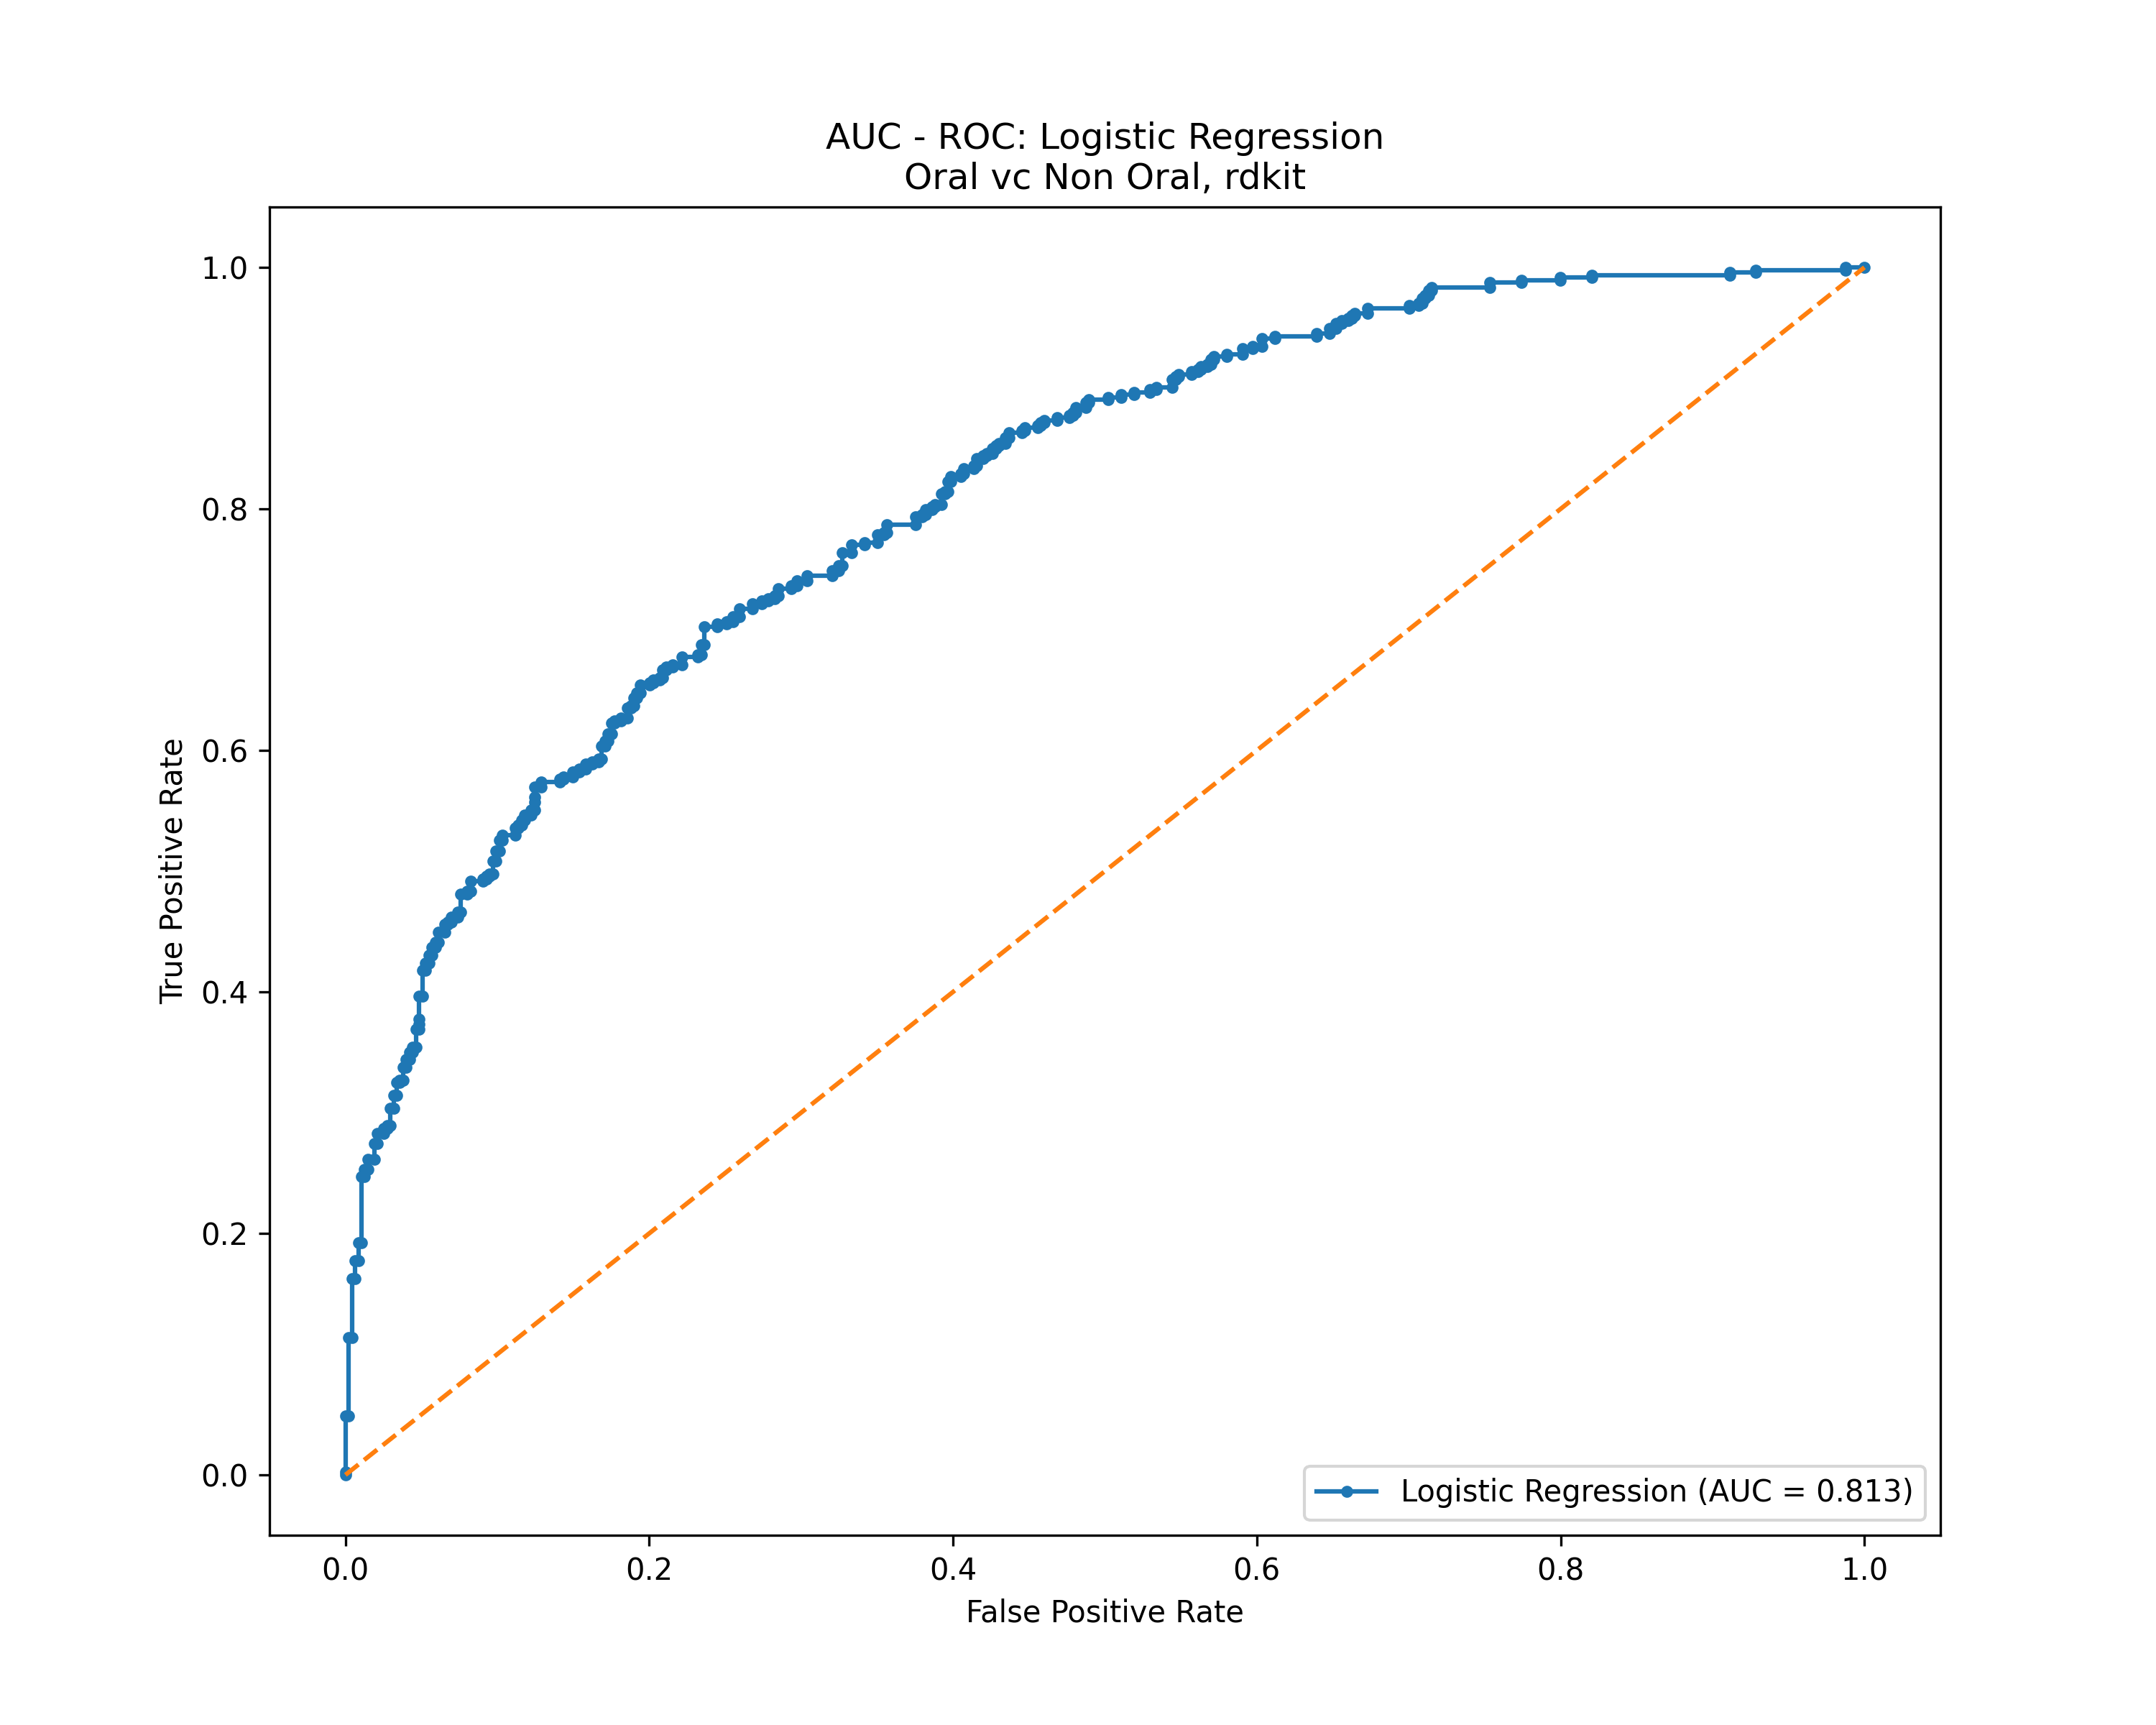 AUC - ROC: Logistic Regression
Oral vc Non Oral, rdkit
True Positive Rate
1.0
0.8
0.6
0.4
0.2
0.0
Logistic Regression (AUC = 0.813)
0.0 0.2 0.4 0.6 0.8 1.0
False Positive Rate